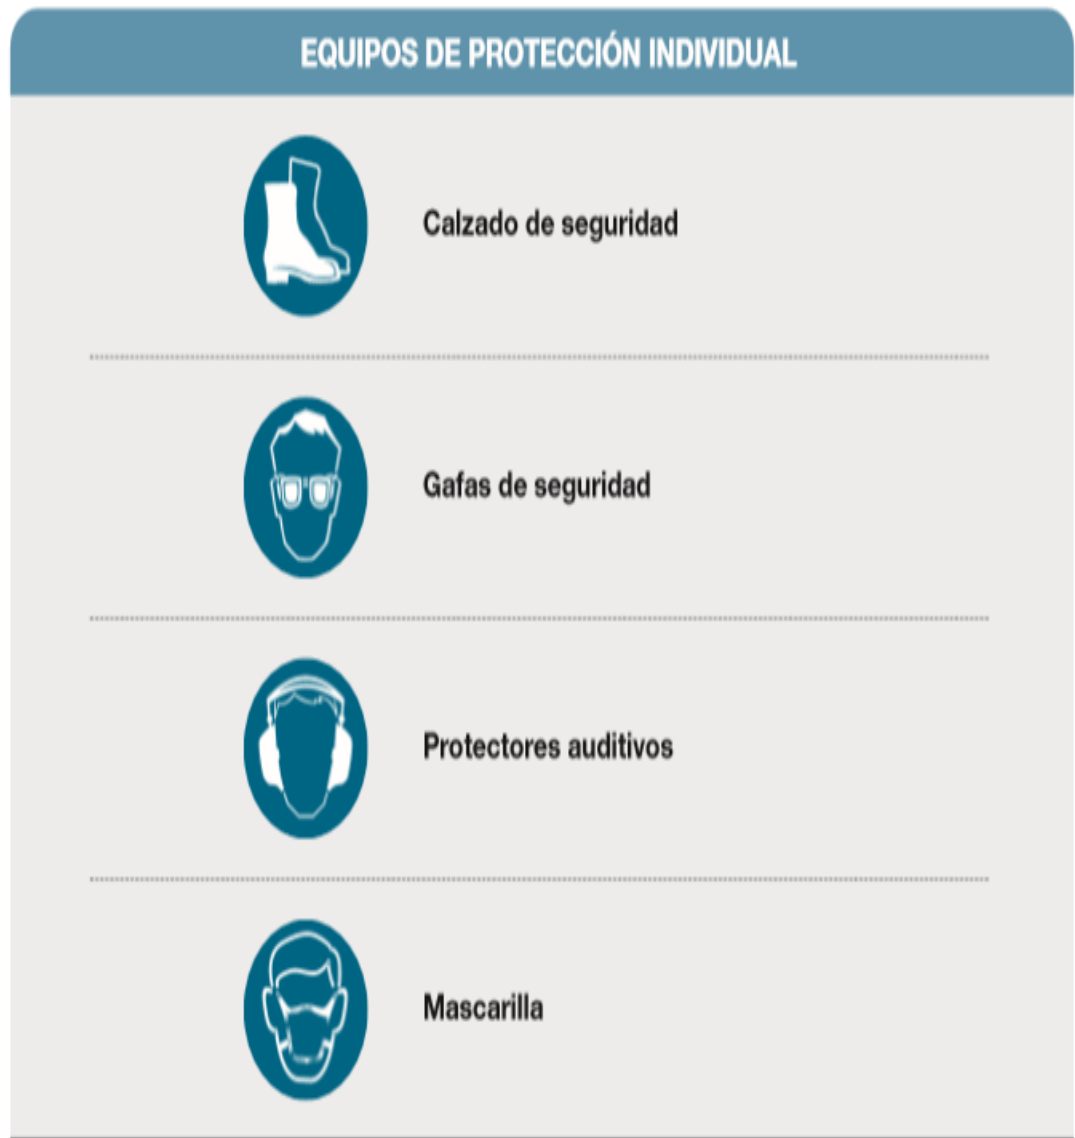 EQUIPOS DE PROTECCIÓN INDIVIDUAL
Calzado de seguridad
Gafas de seguridad
Protectores auditivos
Mascarilla